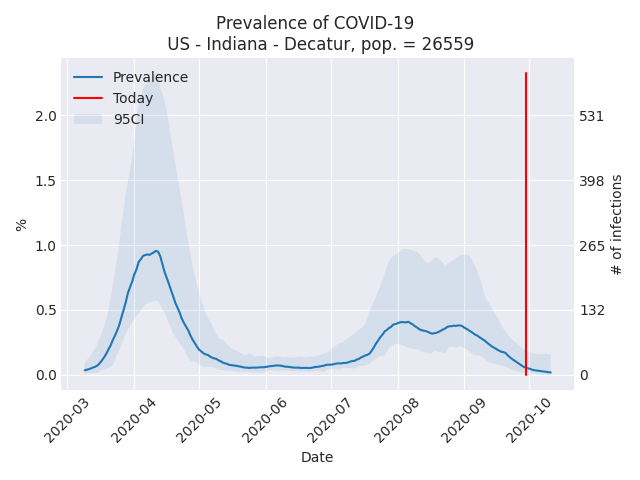 Prevalence of COVID-19
US - Indiana - Decatur, pop. = 26559
Prevalence
Today
95CI
2.0
1.5
1.0
0.5
0.0
%
531
398
265
132
0
# of infections
2020-03
2020-04
2020-05
2020-06
2020-07
2020-08
2020-09
2020-10
Date